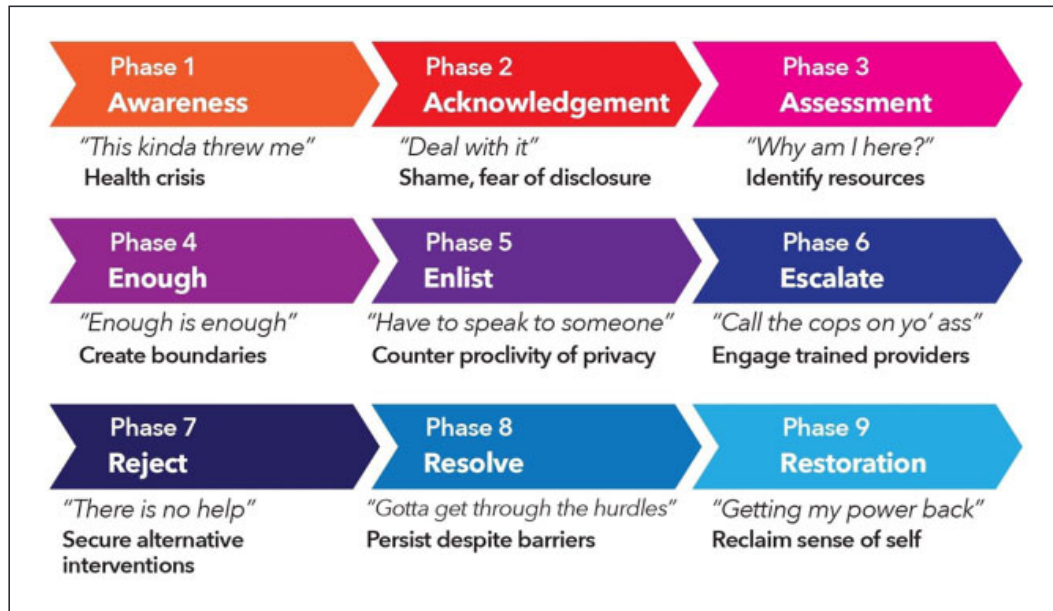 Phase 1
Awareness
"This kinda threw me"
Health crisis
Phase 2
Acknowledgement
"Deal with it"
Shame, fear of disclosure
Phase 3
Assessment
"Why am I here?"
Identify resources
Phase 4
Enough
"Enough is enough"
Create boundaries
Phase 5
Enlist
"Have to speak to someone"
Counter proclivity of privacy
Phase 6
Escalate
"Call the cops on yo' ass"
Engage trained providers
Phase 7
Reject
"There is no help"
Secure alternative
interventions
Phase 8
Resolve
"Gotta get through the hurdles"
Persist despite barriers
Phase 9
Restoration
"Getting my power back"
Reclaim sense of self